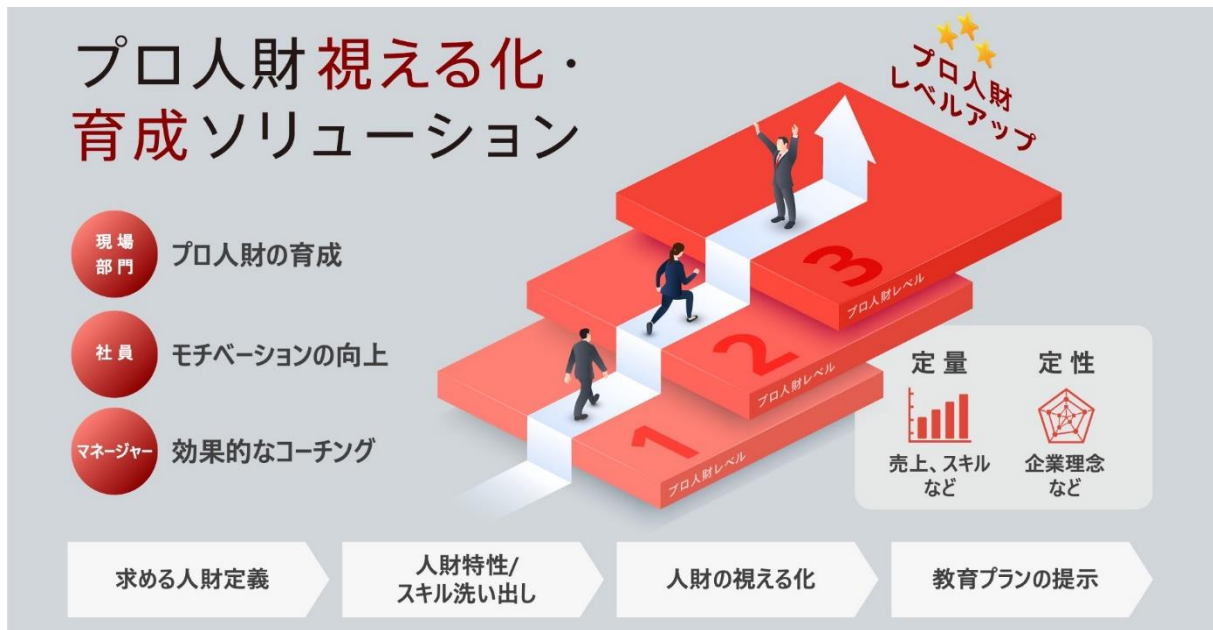 プロ人財 視える化・
育成 ソリューション
プロ人財
レベルアップ
現場
部門
プロ人財の育成
社員
モチベーションの向上
マネージャー
効果的なコーチング
3
プロ人財レベル
2
プロ人財レベル
1
プロ人財レベル
定量
売上、スキル
など
定性
企業理念
など
求める人財定義
人財特性/
スキル洗い出し
人財の視える化
教育プランの提示